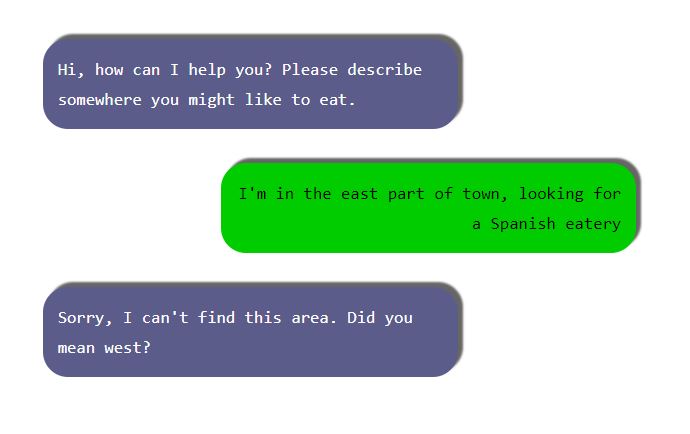 Hi, how can I help you? Please describe
somewhere you might like to eat.
I'm in the east part of town, looking for
a Spanish eatery
Sorry, I can't find this area. Did you
mean west?